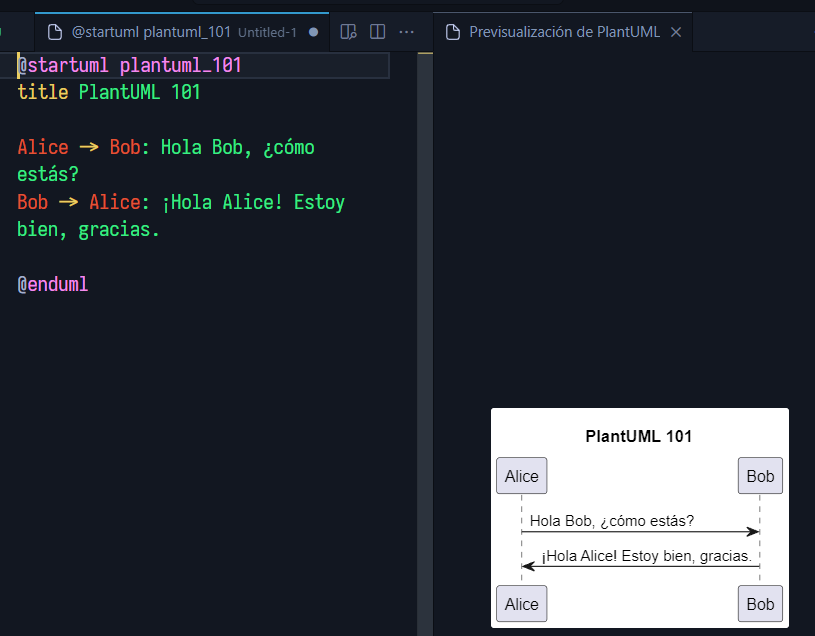 @startuml plantuml_101 Untitled-1
Previsualización de PlantUML
@startuml plantuml_101
title PlantUML 101
Alice -> Bob: Hola Bob, ¿cómo
estás?
Bob -> Alice: ¡Hola Alice! Estoy
bien, gracias.
@enduml
PlantUML 101
Alice Bob
Hola Bob, ¿cómo estás?
¡Hola Alice! Estoy bien, gracias.
Alice Bob